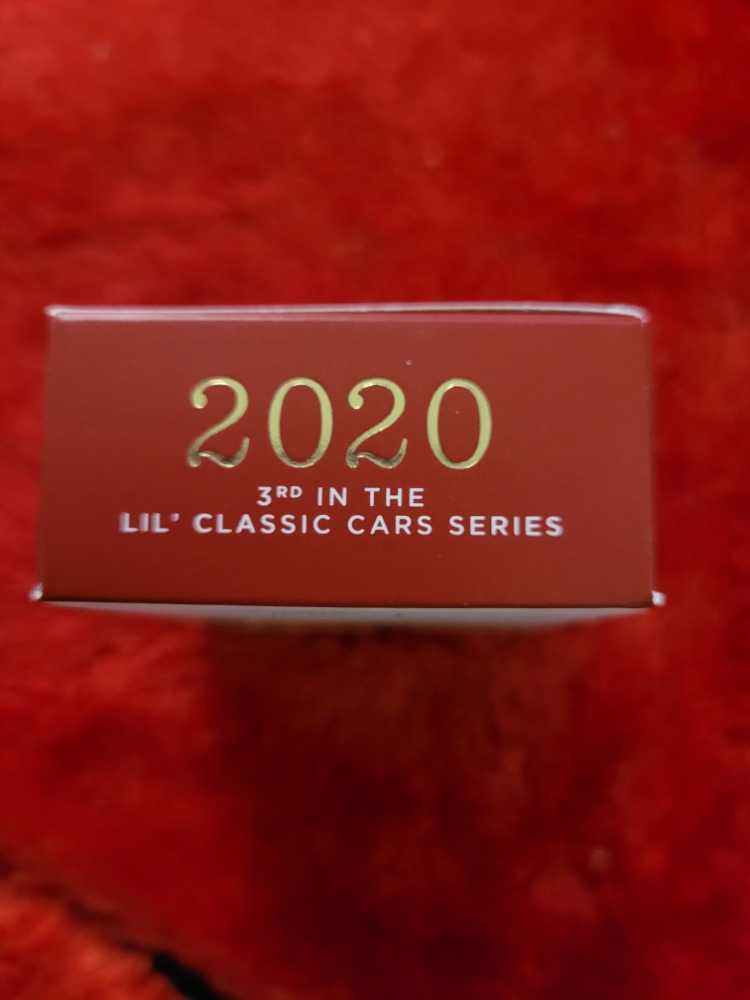 2020
3RD IN THE
LIL' CLASSIC CARS SERIES